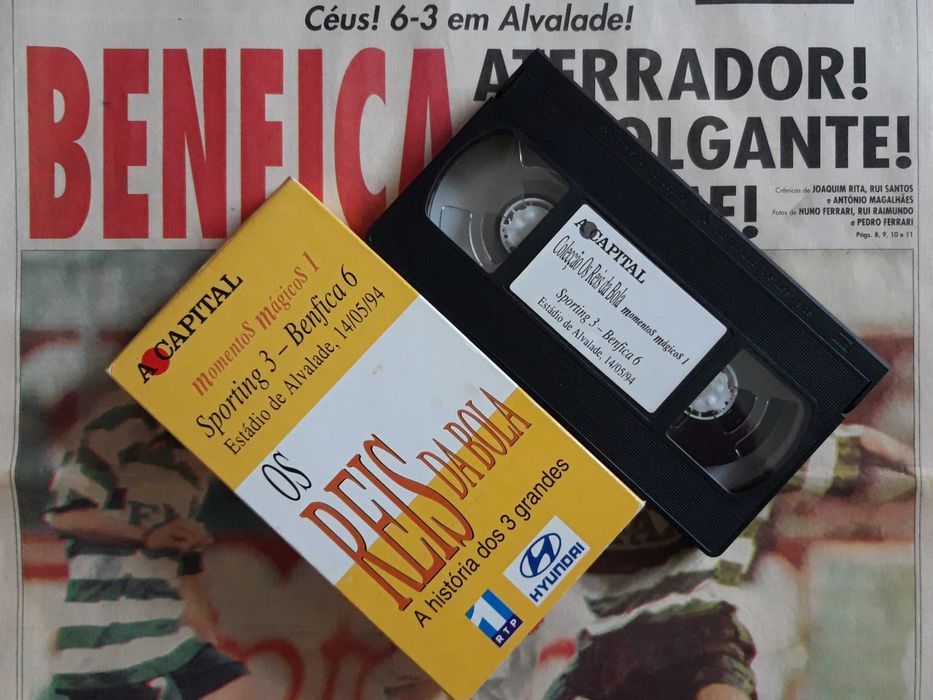 Céus! 6-3 em Alvalade!
BENFICA
ATERRADOR!
OLGANTE!
E!
Crónicas de JOAQUIM RITA, RUI SANTOS
e ANTÓNIO MAGALHÃES
Fotos de NUNO FERRARI, RUI RAIMUNDO
e PEDRO FERRARI
Págs. 8, 9, 10 e 11
A CAPITAL
Colecção Os Reis da Bola momentos mágicos 1
Sporting 3 – Benfica 6
Estádio de Alvalade, 14/05/94
A CAPITAL
momentos mágicos 1
Sporting 3 – Benfica 6
Estádio de Alvalade, 14/05/94
OS
REIS
DA BOLA
A história dos 3 grandes
1
RTP
HYUNDAI